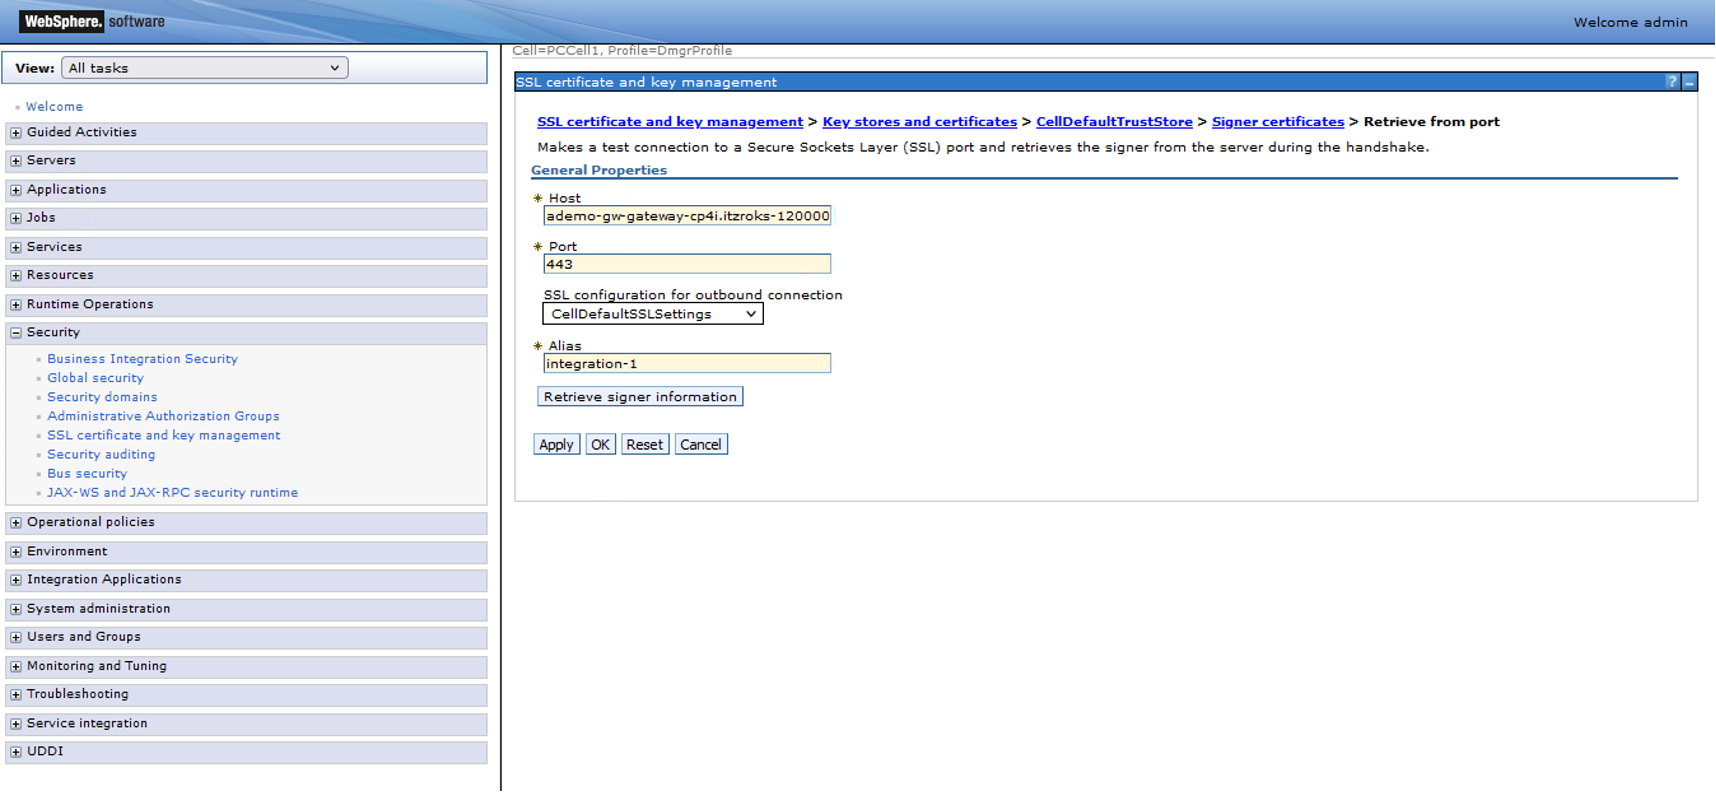 WebSphere. software
Welcome admin
View: All tasks
Welcome
Guided Activities
Servers
Applications
Jobs
Services
Resources
Runtime Operations
Security
Business Integration Security
Global security
Security domains
Administrative Authorization Groups
SSL certificate and key management
Security auditing
Bus security
JAX-WS and JAX-RPC security runtime
Operational policies
Environment
Integration Applications
System administration
Users and Groups
Monitoring and Tuning
Troubleshooting
Service integration
UDDI
Cell=PCCell1, Profile=DmgrProfile
SSL certificate and key management ? –
SSL certificate and key management > Key stores and certificates > CellDefaultTrustStore > Signer certificates > Retrieve from port
Makes a test connection to a Secure Sockets Layer (SSL) port and retrieves the signer from the server during the handshake.
General Properties
* Host
ademo-gw-gateway-cp4i.itzroks-120000
* Port
443
SSL configuration for outbound connection
CellDefaultSSLSettings
* Alias
integration-1
Retrieve signer information
Apply OK Reset Cancel